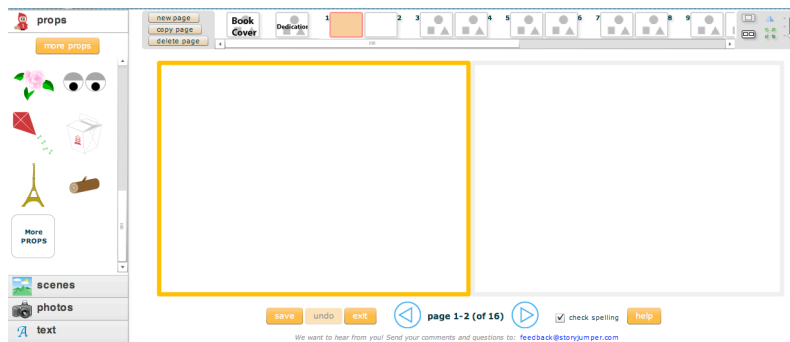 props
more props
More
PROPS
scenes
photos
text
new page
copy page
delete page
Book
Cover
Dedication
1 2 3 4 5 6 7 8 9
save undo exit page 1-2 (of 16) check spelling help
We want to hear from you! Send your comments and questions to: feedback@storyjumper.com